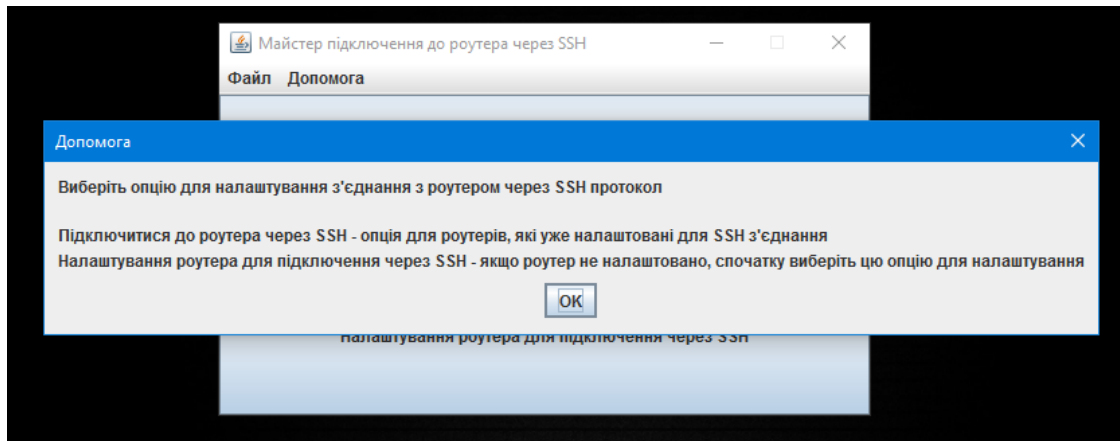 Майстер підключення до роутера через SSH
Файл Допомога
Допомога
Виберіть опцію для налаштування з'єднання з роутером через SSH протокол
Підключитися до роутера через SSH - опція для роутерів, які уже налаштовані для SSH з'єднання
Налаштування роутера для підключення через SSH - якщо роутер не налаштовано, спочатку виберіть цю опцію для налаштування
OK
Налаштування роутера для підключення через SSH